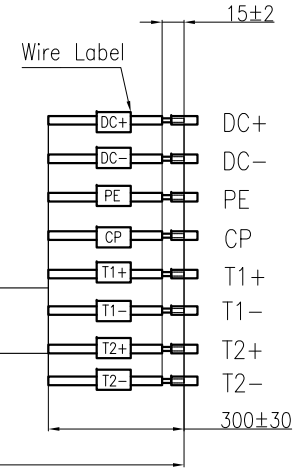 15±2
Wire Label
DC+ DC+
DC- DC-
PE PE
CP CP
T1+ T1+
T1- T1-
T2+ T2+
T2- T2-
300±30